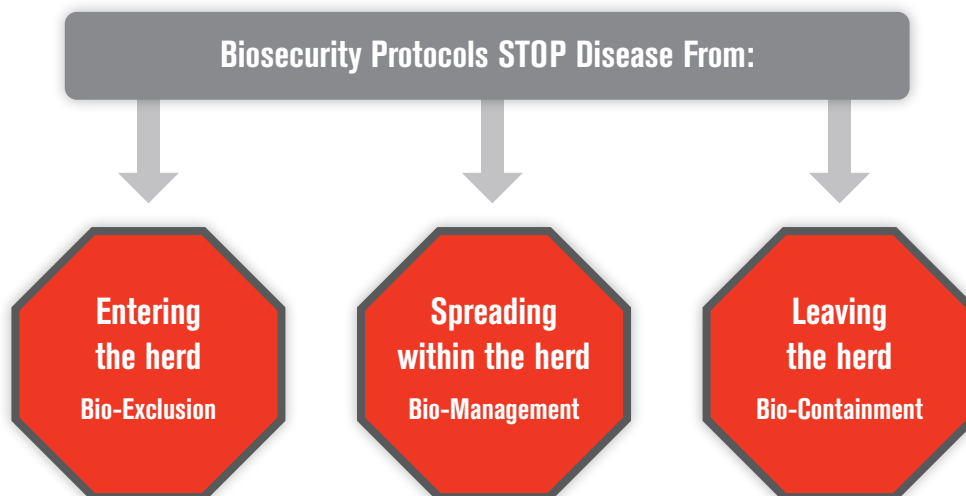 Biosecurity Protocols STOP Disease From:
Entering
the herd
Bio-Exclusion
Spreading
within the herd
Bio-Management
Leaving
the herd
Bio-Containment